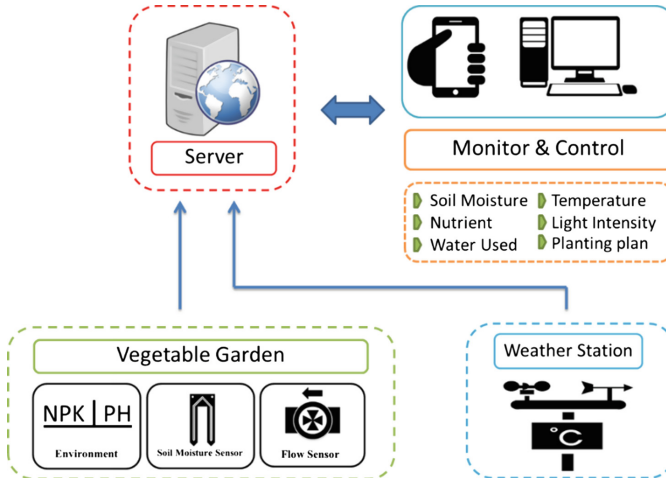 Server
Monitor & Control
Soil Moisture
Temperature
Nutrient
Light Intensity
Water Used
Planting plan
Vegetable Garden
Weather Station
NPK PH
Environment
Soil Moisture Sensor
Flow Sensor
°C